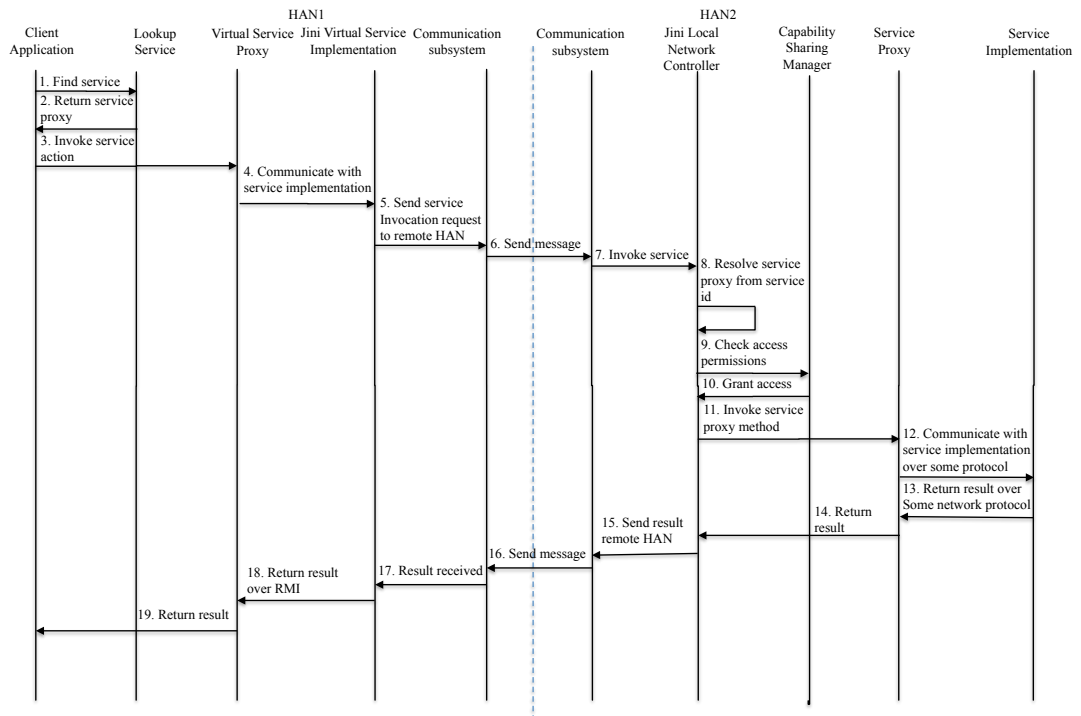 HAN1
HAN2
Client
Application
Lookup
Service
Virtual Service
Proxy
Jini Virtual Service
Implementation
Communication
subsystem
Communication
subsystem
Jini Local
Network
Controller
Capability
Sharing
Manager
Service
Proxy
Service
Implementation
1. Find service
2. Return service
proxy
3. Invoke service
action
4. Communicate with
service implementation
5. Send service
Invocation request
to remote HAN
6. Send message
7. Invoke service
8. Resolve service
proxy from service
id
9. Check access
permissions
10. Grant access
11. Invoke service
proxy method
12. Communicate with
service implementation
over some protocol
13. Return result over
Some network protocol
14. Return
result
15. Send result
remote HAN
16. Send message
17. Result received
18. Return result
over RMI
19. Return result